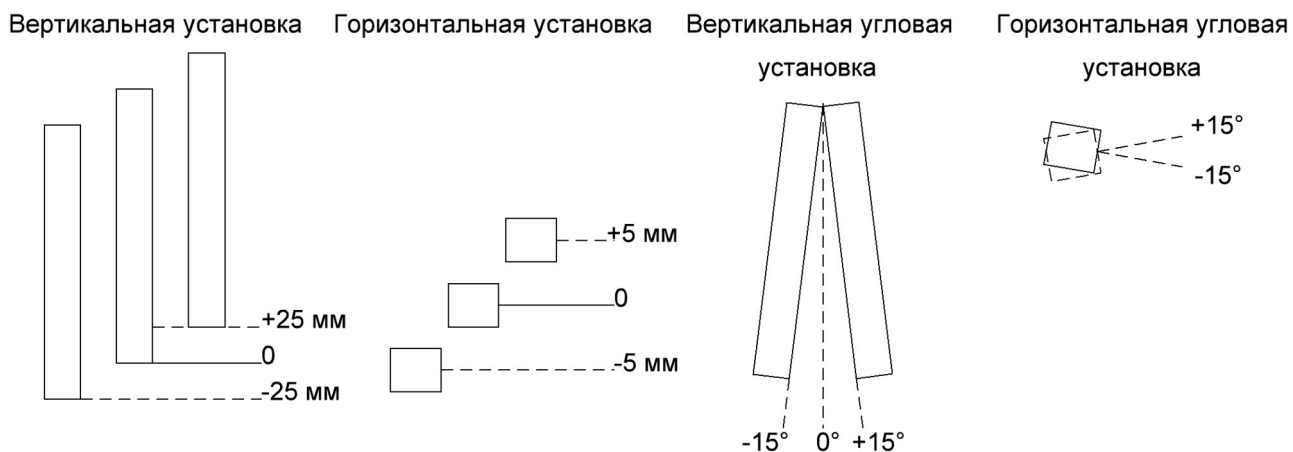 Вертикальная установка
+25 мм
0
-25 мм
Горизонтальная установка
+5 мм
0
-5 мм
Вертикальная угловая
установка
-15° 0° +15°
Горизонтальная угловая
установка
+15°
-15°